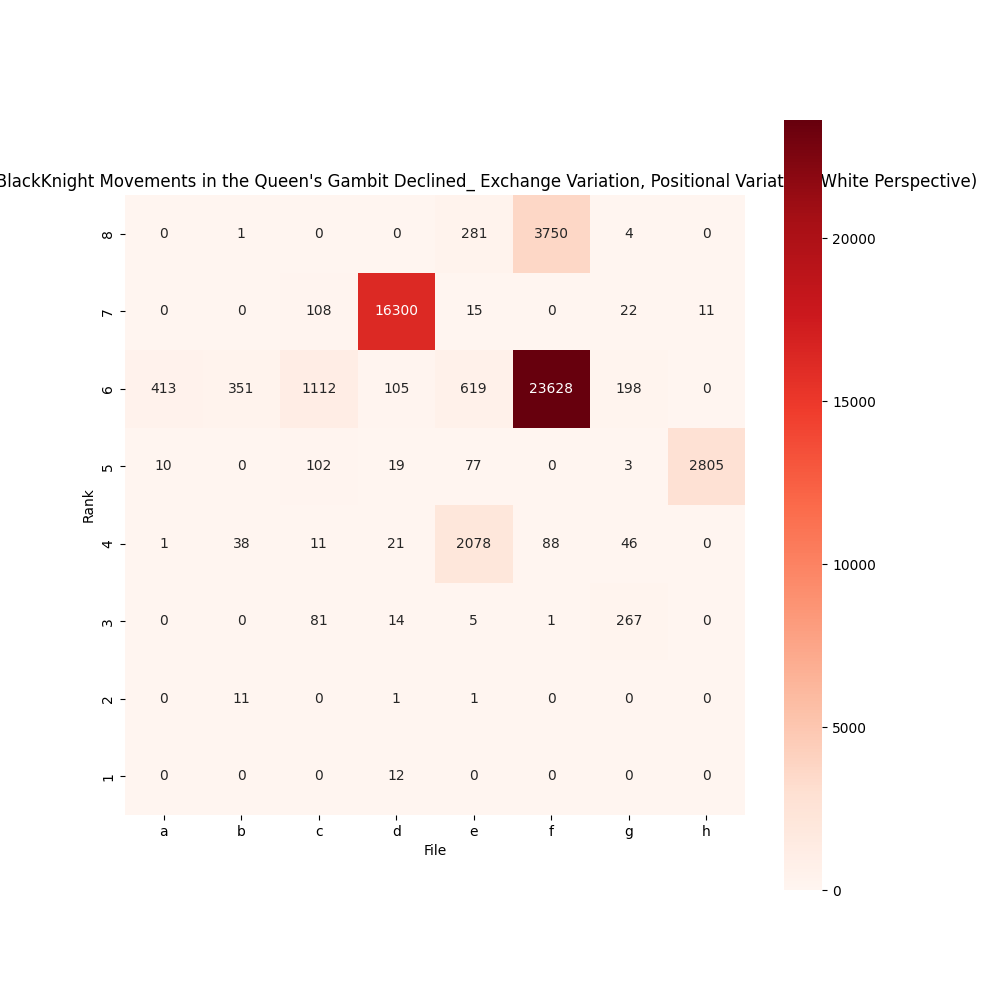 BlackKnight Movements in the Queen's Gambit Declined_ Exchange Variation, Positional Variat White Perspective)
8 0 1 0 0 281 3750 4 0
7 0 0 108 16300 15 0 22 11
6 413 351 1112 105 619 23628 198 0
5 10 0 102 19 77 0 3 2805
4 1 38 11 21 2078 88 46 0
3 0 0 81 14 5 1 267 0
2 0 11 0 1 1 0 0 0
1 0 0 0 12 0 0 0 0
a b c d e f g h
File
Rank
20000
15000
10000
5000
0